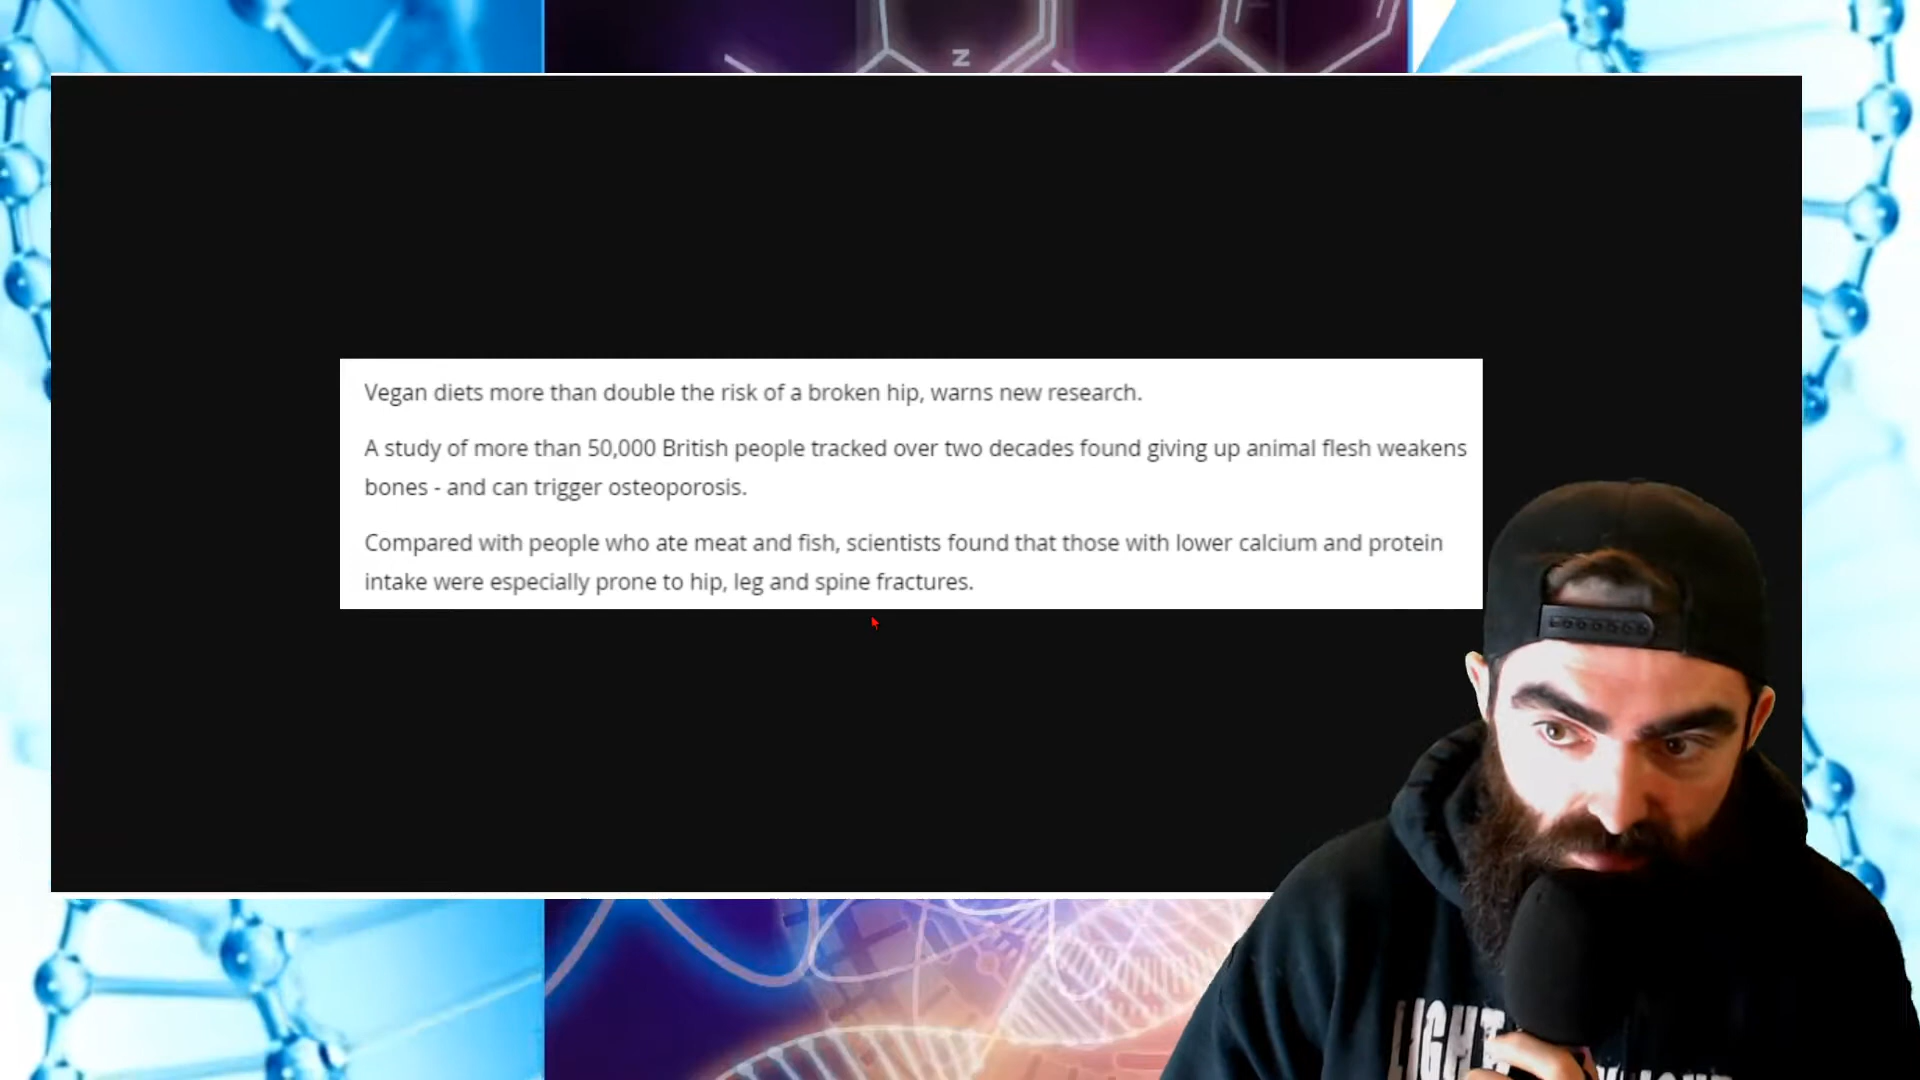 Z
Vegan diets more than double the risk of a broken hip, warns new research.
A study of more than 50,000 British people tracked over two decades found giving up animal flesh weakens
bones - and can trigger osteoporosis.
Compared with people who ate meat and fish, scientists found that those with lower calcium and protein
intake were especially prone to hip, leg and spine fractures.
LIGHT